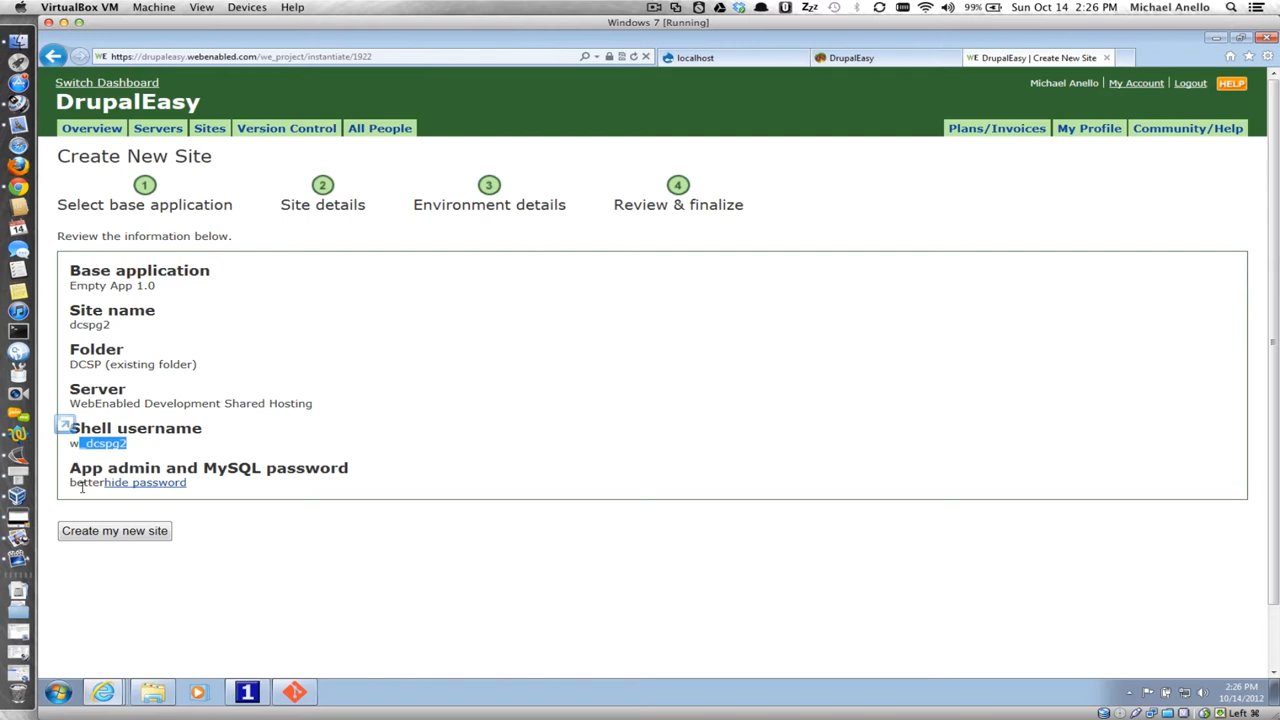 VirtualBox VM Machine View Devices Help 99% Sun Oct 14 2:26 PM Michael Anello
Windows 7 [Running]
WE https://drupaleasy.webenabled.com/we_project/instantiate/1922 localhost DrupalEasy WE DrupalEasy | Create New Site
Switch Dashboard Michael Anello My Account Logout HELP
DrupalEasy
Overview Servers Sites Version Control All People Plans/Invoices My Profile Community/Help
Create New Site
1 2 3 4
Select base application Site details Environment details Review & finalize
Review the information below.
Base application
Empty App 1.0
Site name
dcspg2
Folder
DCSP (existing folder)
Server
WebEnabled Development Shared Hosting
Shell username
w_dcspg2
App admin and MySQL password
betterhide password
Create my new site
1
2:26 PM
10/14/2012
Left ⌘